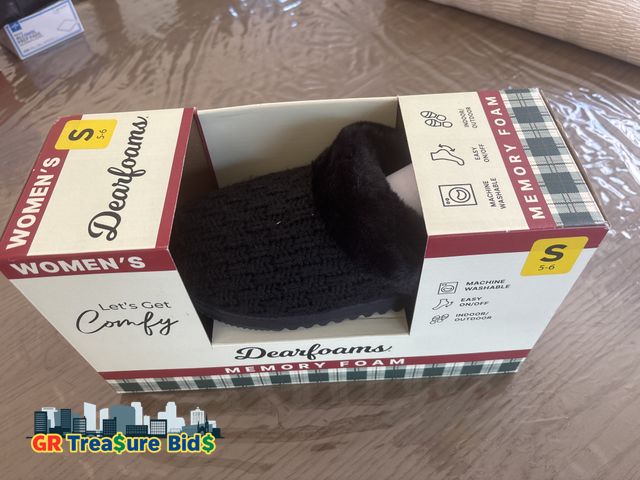 WOMEN'S
S
5-6
Dearfoams
WOMEN'S
Let's Get
Comfy
INDOOR/
OUTDOOR
EASY
ON/OFF
MACHINE
WASHABLE
MEMORY FOAM
S
5-6
MACHINE
WASHABLE
EASY
ON/OFF
INDOOR/
OUTDOOR
Dearfoams
MEMORY FOAM
GR Trea$ure Bid$